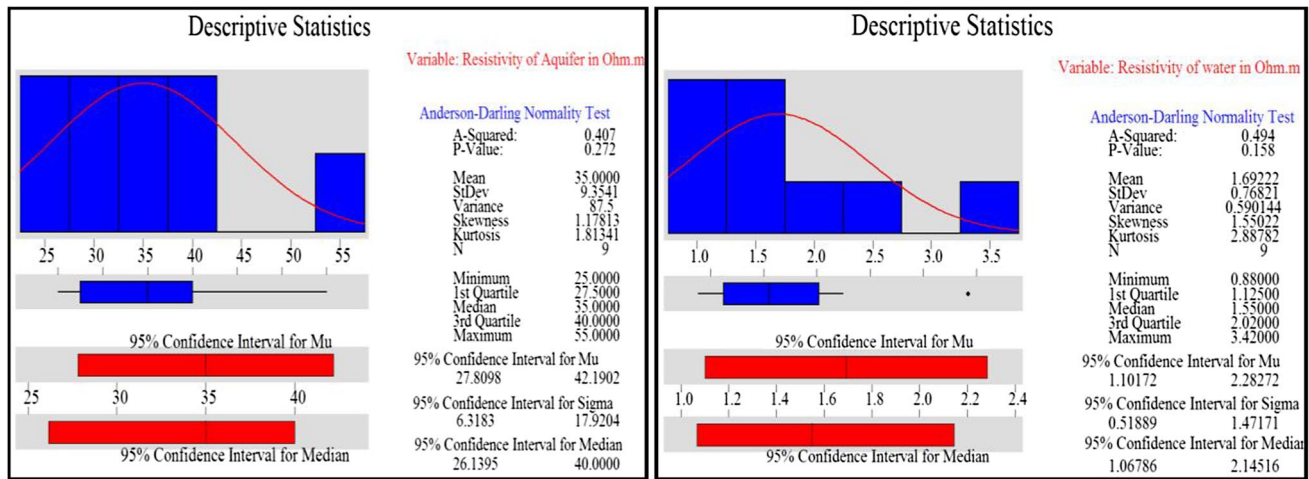 Descriptive Statistics
Variable: Resistivity of Aquifer in Ohm.m
Anderson-Darling Normality Test
A-Squared: 0.407
P-Value: 0.272
Mean 35.0000
StDev 9.3541
Variance 87.5
Skewness 1.17813
Kurtosis 1.81341
N 9
Minimum 25.0000
1st Quartile 27.5000
Median 35.0000
3rd Quartile 40.0000
Maximum 55.0000
95% Confidence Interval for Mu
27.8098 42.1902
95% Confidence Interval for Sigma
6.3183 17.9204
95% Confidence Interval for Median
26.1395 40.0000
25 30 35 40 45 50 55
95% Confidence Interval for Mu
25 30 35 40
95% Confidence Interval for Median
Descriptive Statistics
Variable: Resistivity of water in Ohm.m
Anderson-Darling Normality Test
A-Squared: 0.494
P-Value: 0.158
Mean 1.69222
StDev 0.76821
Variance 0.590144
Skewness 1.55022
Kurtosis 2.88782
N 9
Minimum 0.88000
1st Quartile 1.12500
Median 1.55000
3rd Quartile 2.02000
Maximum 3.42000
95% Confidence Interval for Mu
1.10172 2.28272
95% Confidence Interval for Sigma
0.51889 1.47171
95% Confidence Interval for Median
1.06786 2.14516
1.0 1.5 2.0 2.5 3.0 3.5
95% Confidence Interval for Mu
1.0 1.2 1.4 1.6 1.8 2.0 2.2 2.4
95% Confidence Interval for Median